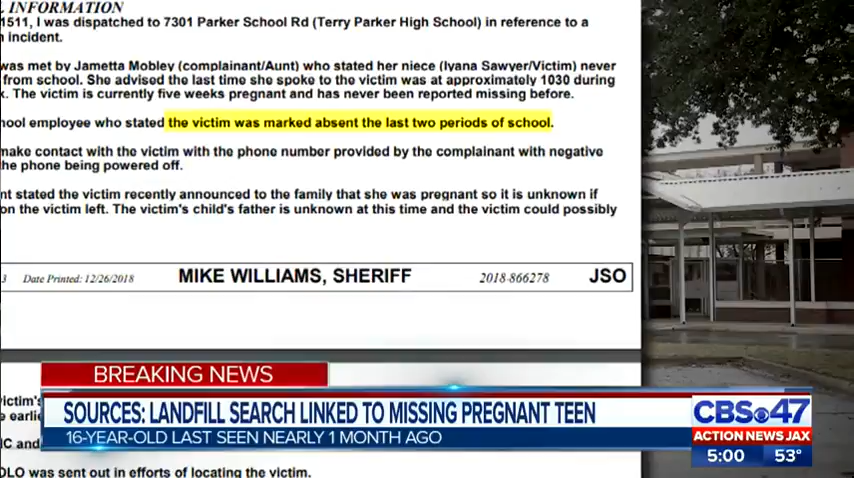 INFORMATION
1511, I was dispatched to 7301 Parker School Rd (Terry Parker High School) in reference to a
incident.
was met by Jametta Mobley (complainant/Aunt) who stated her niece (Iyana Sawyer/Victim) never
from school. She advised the last time she spoke to the victim was at approximately 1030 during
. The victim is currently five weeks pregnant and has never been reported missing before.
employee who stated the victim was marked absent the last two periods of school.
make contact with the victim with the phone number provided by the complainant with negative
the phone being powered off.
stated the victim recently announced to the family that she was pregnant so it is unknown if
on the victim left. The victim's child's father is unknown at this time and the victim could possibly
3 Date Printed: 12/26/2018 MIKE WILLIAMS, SHERIFF 2018-866278 JSO
BREAKING NEWS
SOURCES: LANDFILL SEARCH LINKED TO MISSING PREGNANT TEEN
16-YEAR-OLD LAST SEEN NEARLY 1 MONTH AGO
CBS 47
ACTION NEWS JAX
5:00 53°
was sent out in efforts of locating the victim.